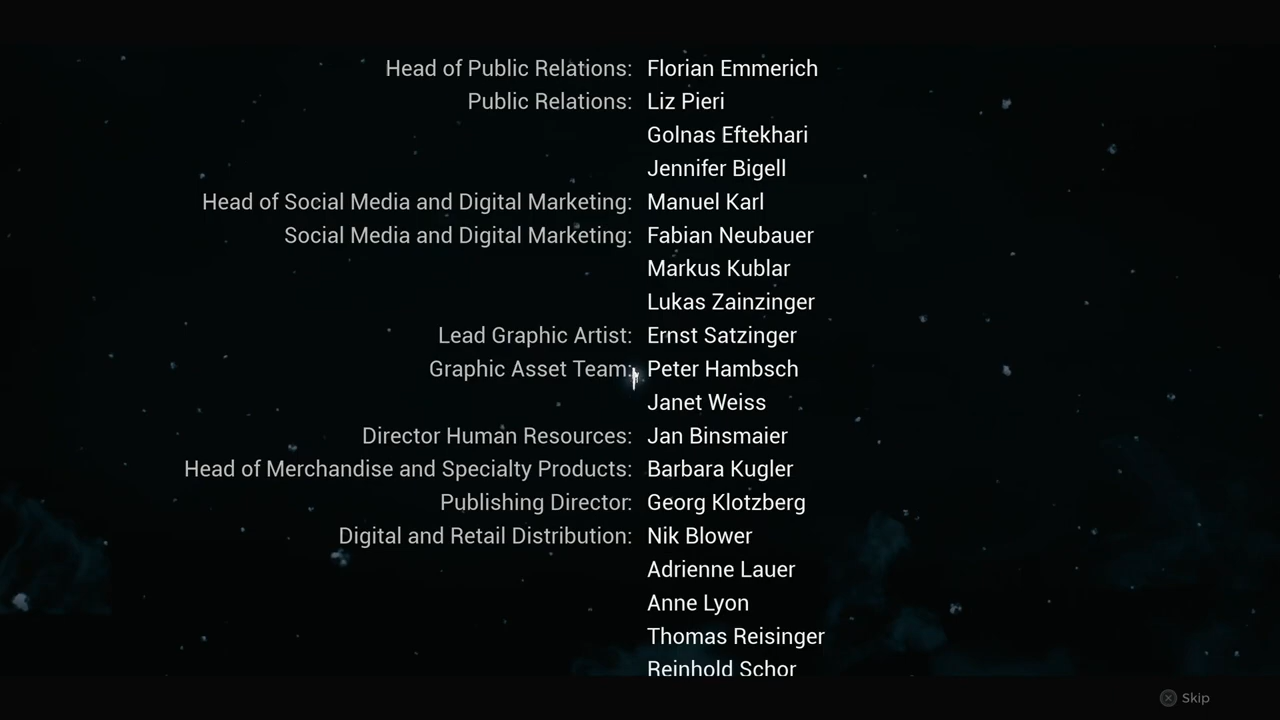 Head of Public Relations: Florian Emmerich
Public Relations: Liz Pieri
Golnas Eftekhari
Jennifer Bigell
Head of Social Media and Digital Marketing: Manuel Karl
Social Media and Digital Marketing: Fabian Neubauer
Markus Kublar
Lukas Zainzinger
Lead Graphic Artist: Ernst Satzinger
Graphic Asset Team: Peter Hambsch
Janet Weiss
Director Human Resources: Jan Binsmaier
Head of Merchandise and Specialty Products: Barbara Kugler
Publishing Director: Georg Klotzberg
Digital and Retail Distribution: Nik Blower
Adrienne Lauer
Anne Lyon
Thomas Reisinger
Reinhold Schor
Skip